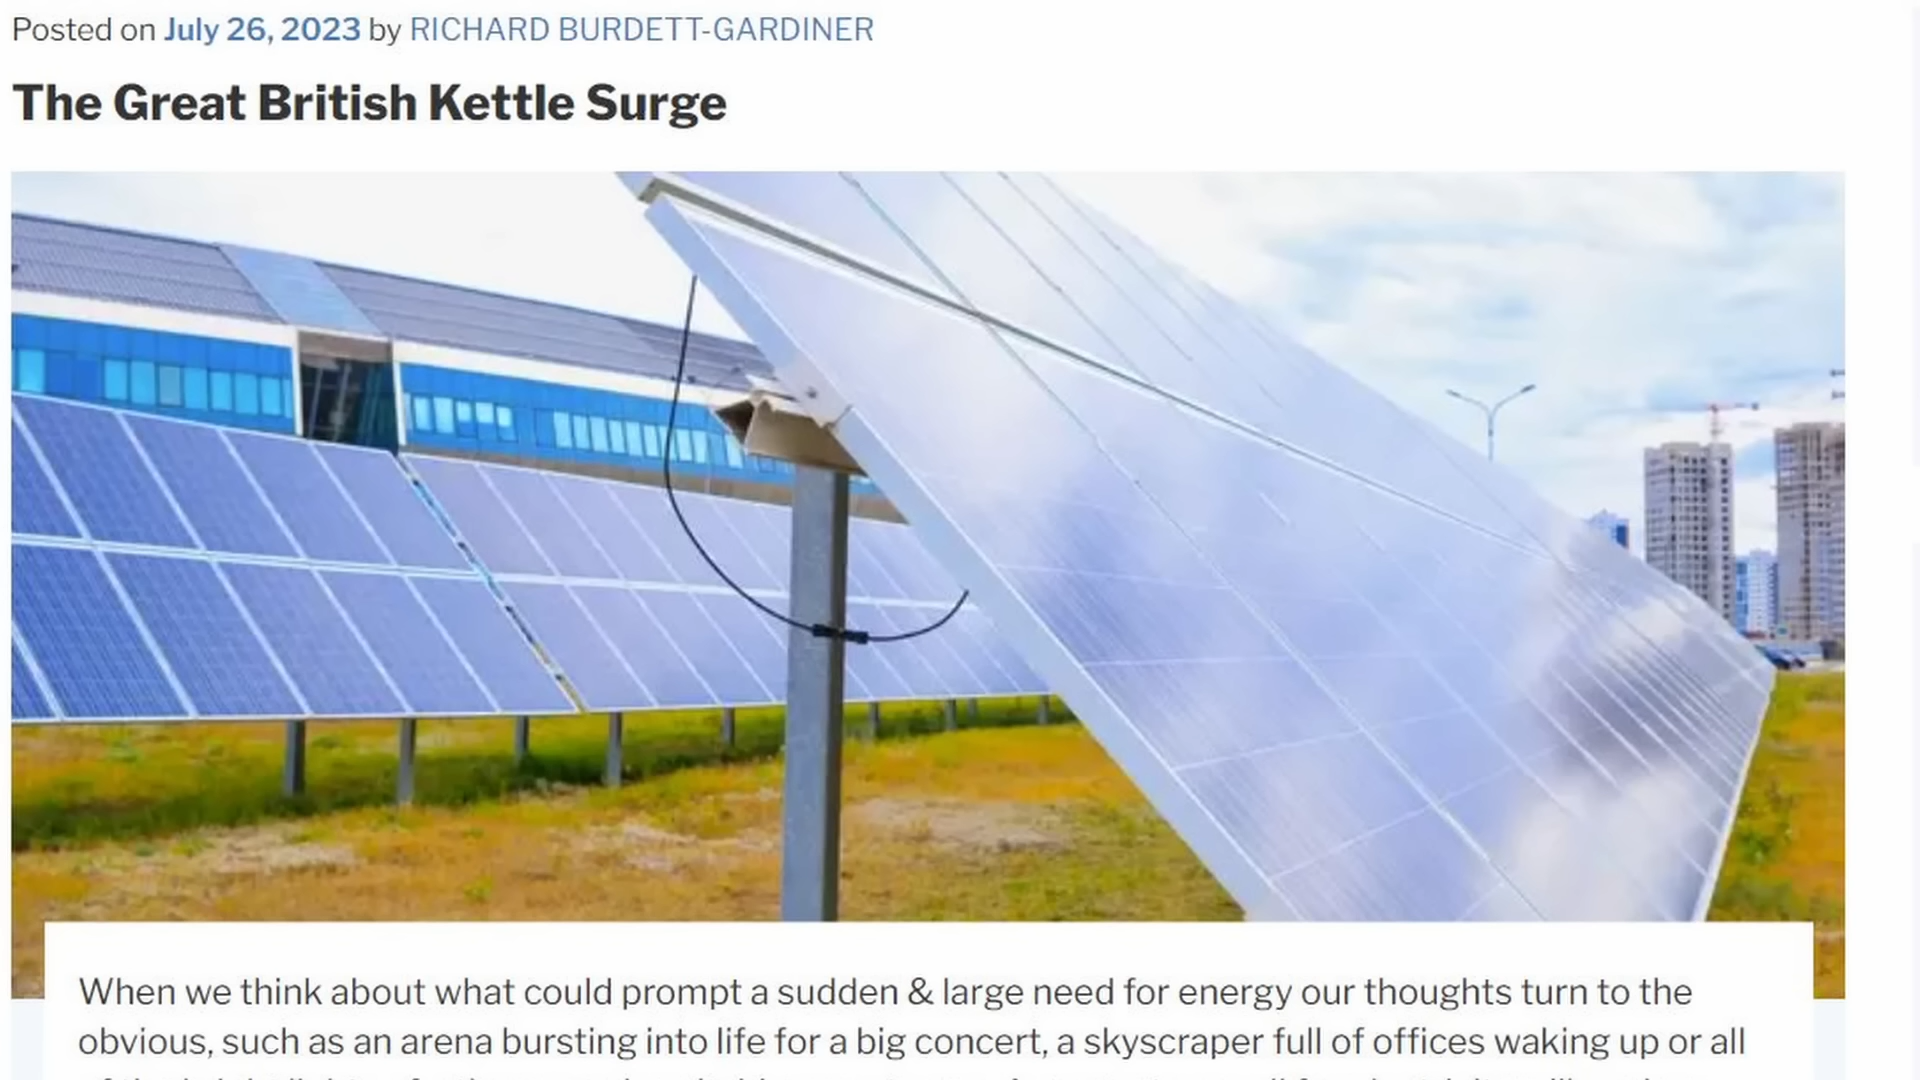 Posted on July 26, 2023 by RICHARD BURDETT-GARDINER
The Great British Kettle Surge
When we think about what could prompt a sudden & large need for energy our thoughts turn to the
obvious, such as an arena bursting into life for a big concert, a skyscraper full of offices waking up or all